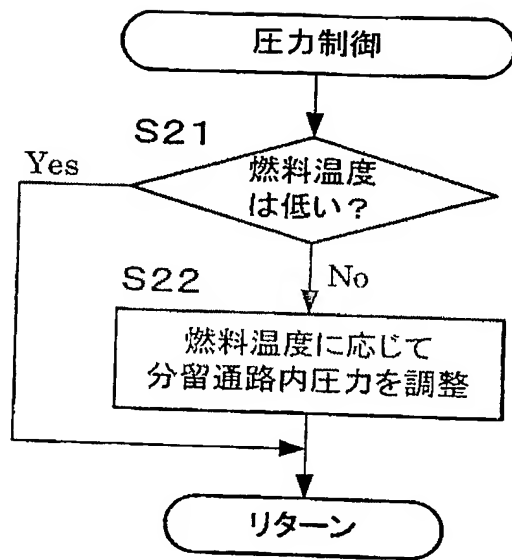 圧力制御
S21
Yes
燃料温度
は低い？
S22
No
燃料温度に応じて
分留通路内圧力を調整
リターン